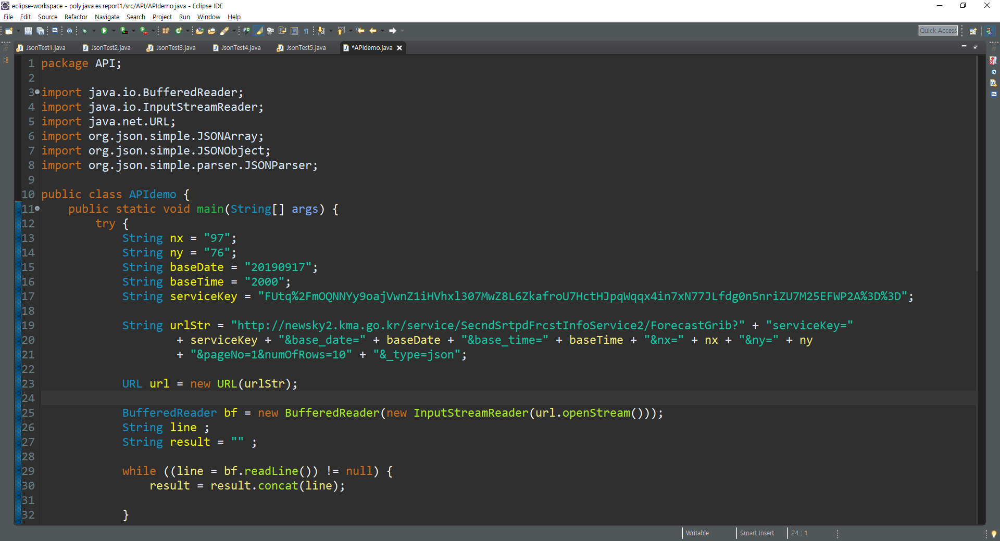 eclipse-workspace - poly.java.es.report1/src/API/APIdemo.java - Eclipse IDE
File Edit Source Refactor Navigate Search Project Run Window Help
Quick Access
JsonTest1.java JsonTest2.java JsonTest3.java JsonTest4.java JsonTest5.java *APIdemo.java
1 package API;
2
3 import java.io.BufferedReader;
4 import java.io.InputStreamReader;
5 import java.net.URL;
6 import org.json.simple.JSONArray;
7 import org.json.simple.JSONObject;
8 import org.json.simple.parser.JSONParser;
9
10 public class APIdemo {
11     public static void main(String[] args) {
12         try {
13             String nx = "97";
14             String ny = "76";
15             String baseDate = "20190917";
16             String baseTime = "2000";
17             String serviceKey = "FUtq%2FmOQNNYy9oajVwnZ1iHVhxl307MwZ8L6ZkafroU7HctHJpqWqqx4in7xN77JLfdg0n5nriZU7M25EFWP2A%3D%3D";
18
19             String urlStr = "http://newsky2.kma.go.kr/service/SecndSrtpdFrcstInfoService2/ForecastGrib?" + "serviceKey="
20                     + serviceKey + "&base_date=" + baseDate + "&base_time=" + baseTime + "&nx=" + nx + "&ny=" + ny
21                     + "&pageNo=1&numOfRows=10" + "&_type=json";
22
23             URL url = new URL(urlStr);
24
25             BufferedReader bf = new BufferedReader(new InputStreamReader(url.openStream()));
26             String line ;
27             String result = "" ;
28
29             while ((line = bf.readLine()) != null) {
30                 result = result.concat(line);
31
32             }
Writable Smart Insert 24 : 1